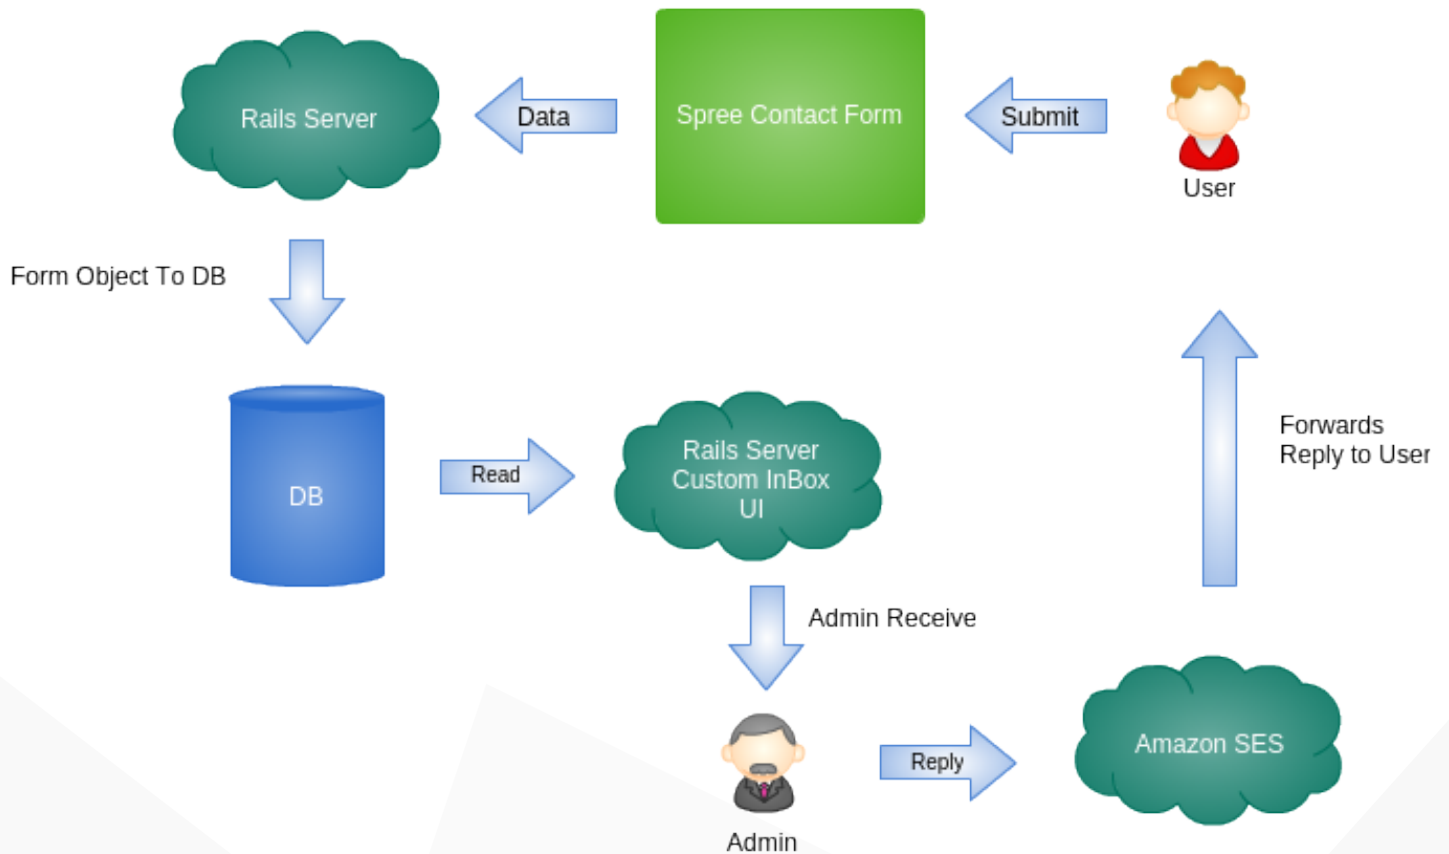 Rails Server
Data
Spree Contact Form
Submit
User
Form Object To DB
DB
Read
Rails Server
Custom InBox
UI
Forwards
Reply to User
Admin Receive
Admin
Reply
Amazon SES